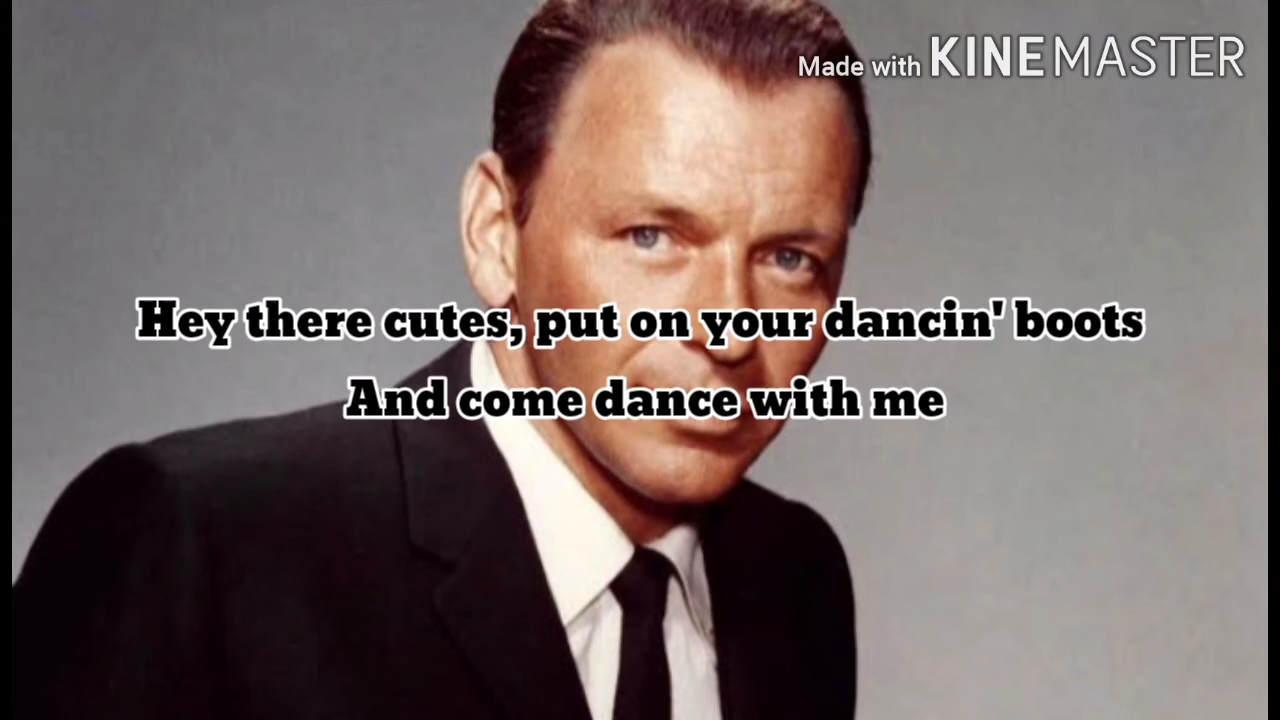 Made with KINEMASTER
Hey there cutes, put on your dancin' boots
And come dance with me